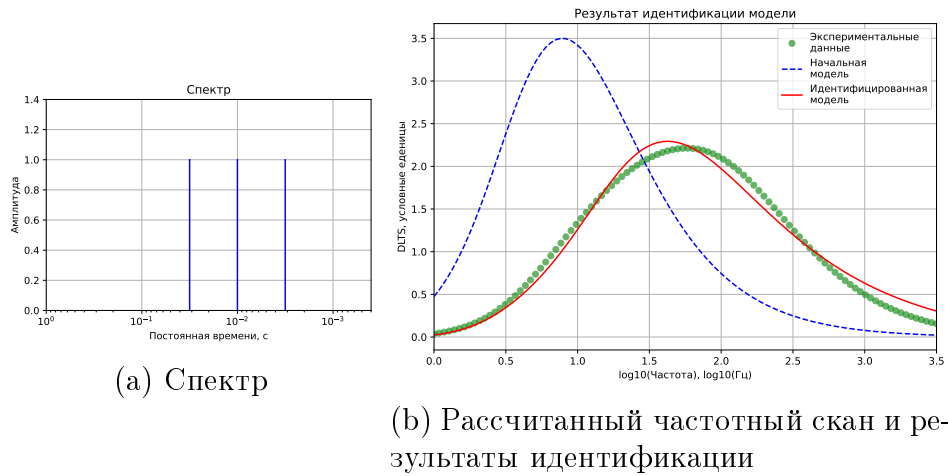 Спектр
1.4
1.2
1.0
0.8
0.6
0.4
0.2
0.0
Амплитуда
10⁰ 10⁻¹ 10⁻² 10⁻³
Постоянная времени, с
(a) Спектр
Результат идентификации модели
3.5
3.0
2.5
2.0
1.5
1.0
0.5
0.0
DLTS, условные еденицы
Экспериментальные
данные
Начальная
модель
Идентифицированная
модель
0.0 0.5 1.0 1.5 2.0 2.5 3.0 3.5
log10(Частота), log10(Гц)
(b) Рассчитанный частотный скан и ре-
зультаты идентификации